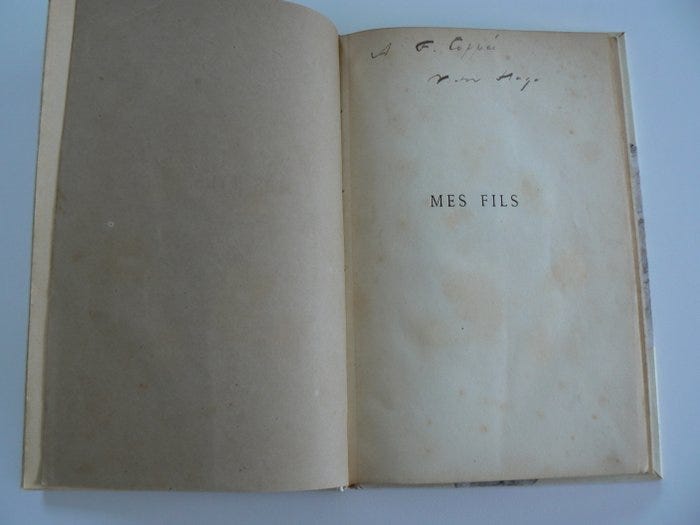 A F. Coppée
Victor Hugo
MES FILS